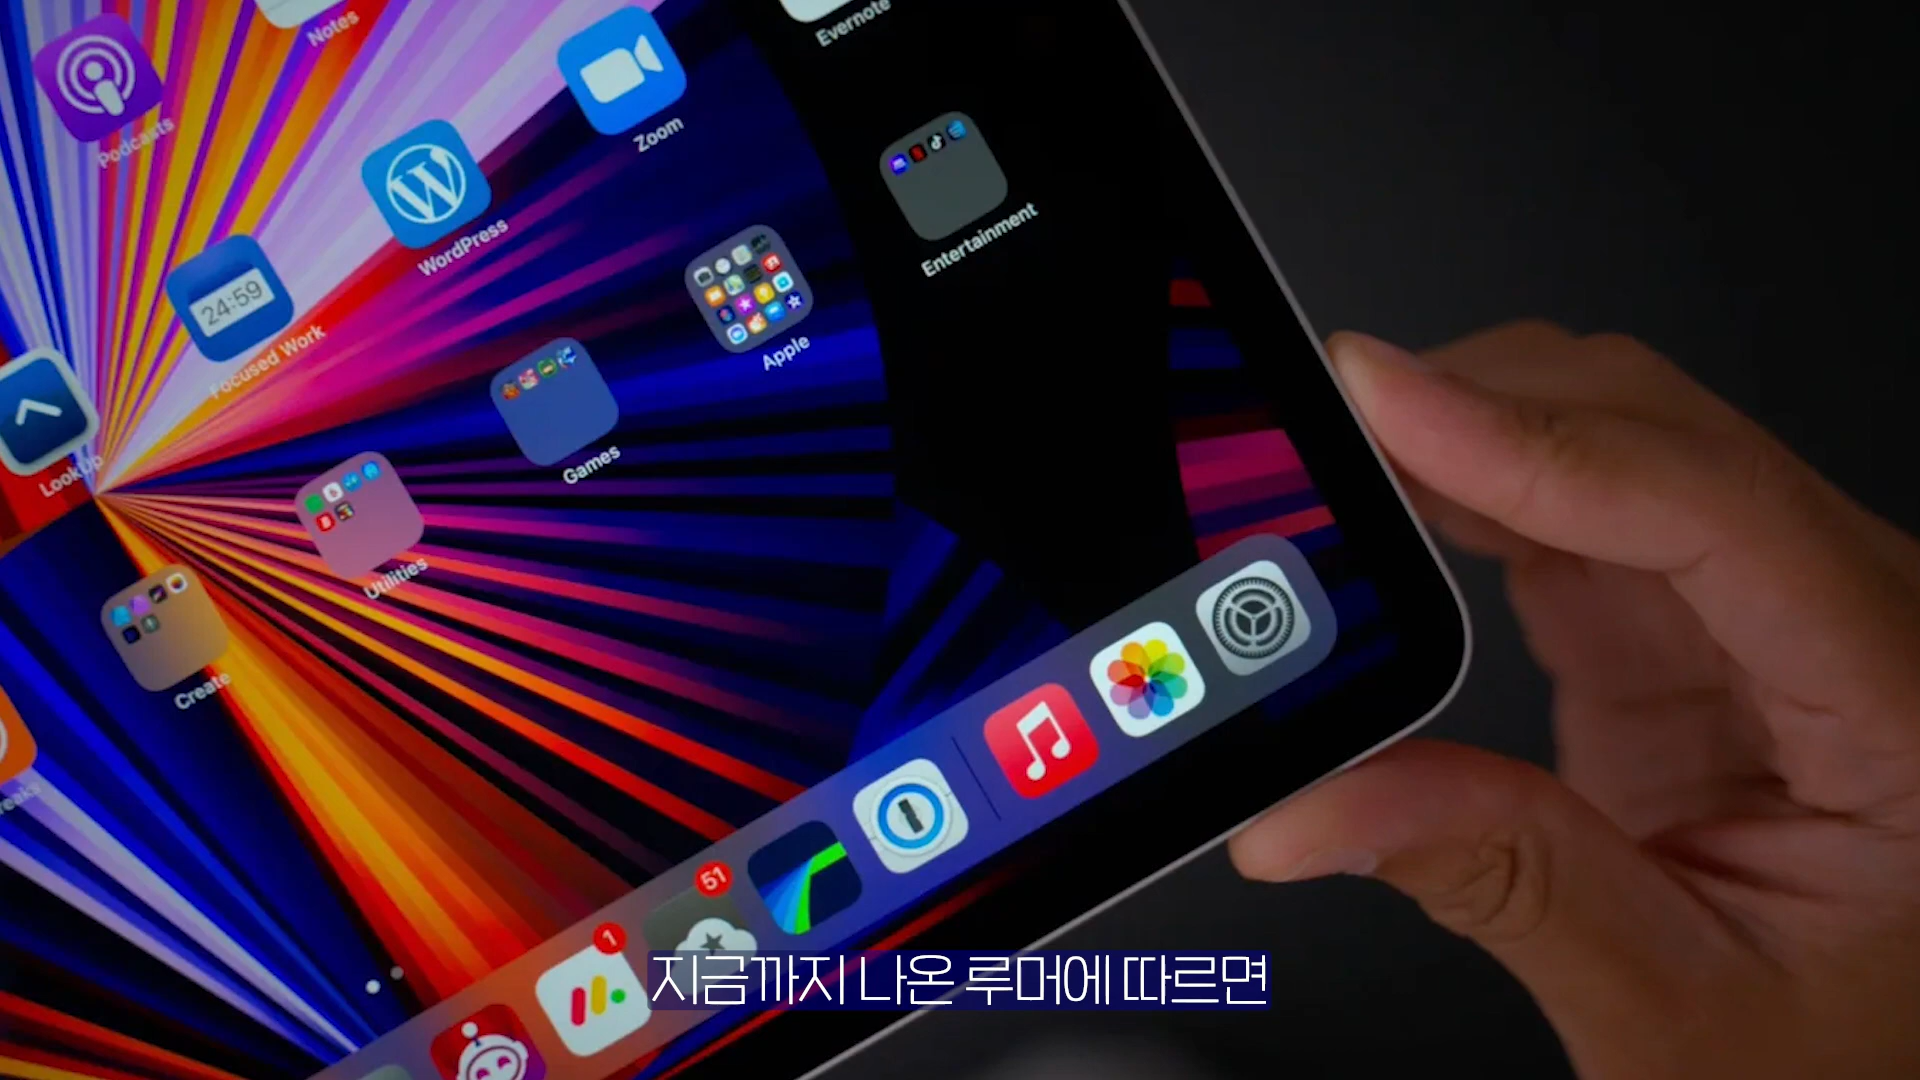 Notes
Evernote
Podcasts
Zoom
WordPress
Entertainment
24:59
Focused Work
Apple
LookUp
Games
Utilities
Create
51
1
지금까지 나온 루머에 따르면